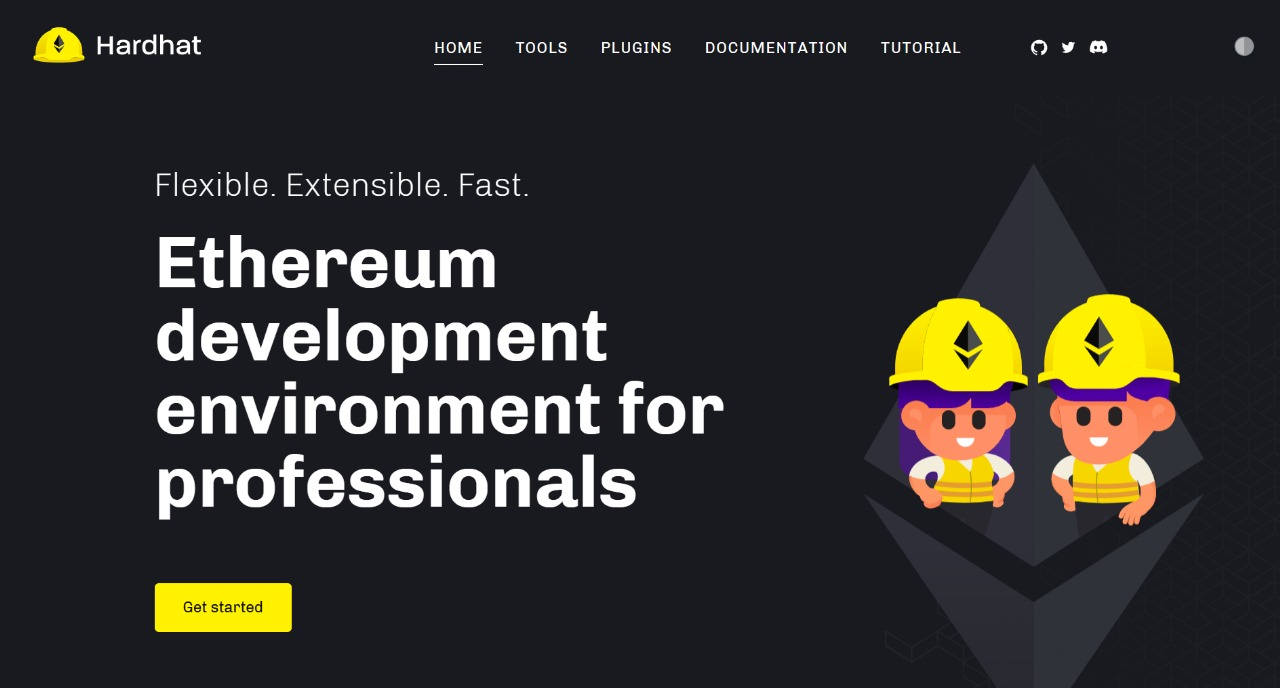 Hardhat
HOME TOOLS PLUGINS DOCUMENTATION TUTORIAL
Flexible. Extensible. Fast.
Ethereum
development
environment for
professionals
Get started